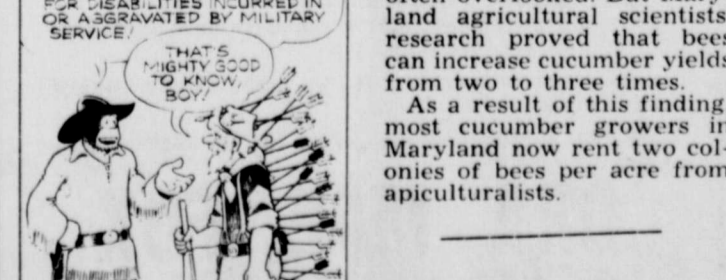 FOR DISABILITIES INCURRED IN
OR AGGRAVATED BY MILITARY
SERVICE!
THAT'S
MIGHTY GOOD
TO KNOW,
BOY!
land agricultural scientists'
research proved that bees
can increase cucumber yields
from two to three times.
As a result of this finding,
most cucumber growers in
Maryland now rent two col-
onies of bees per acre from
apiculturalists.